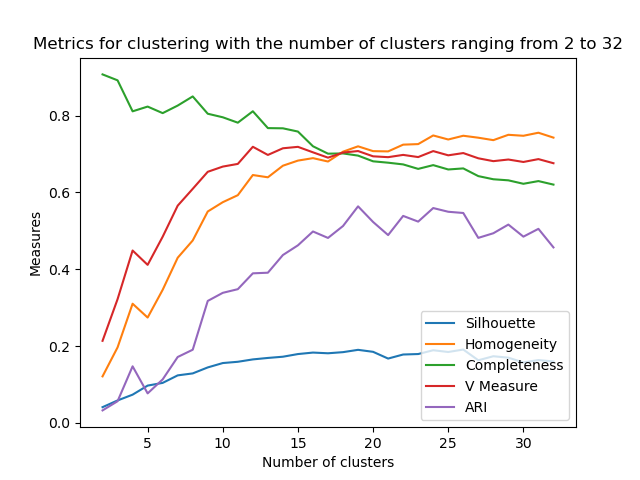 Metrics for clustering with the number of clusters ranging from 2 to 32
Measures
0.8
0.6
0.4
0.2
0.0
5
10
15
20
25
30
Number of clusters
Silhouette
Homogeneity
Completeness
V Measure
ARI